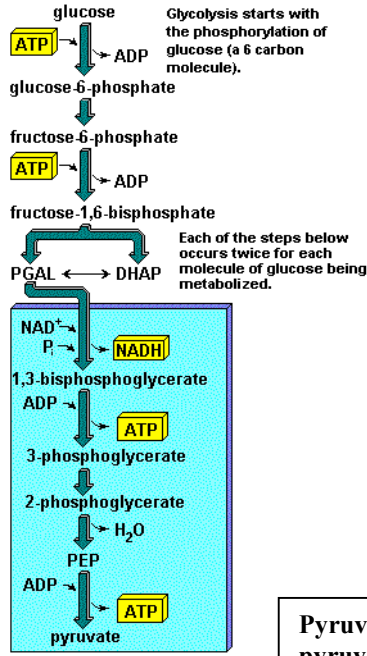 glucose
Glycolysis starts with
the phosphorylation of
glucose (a 6 carbon
molecule).
ATP
ADP
glucose-6-phosphate
fructose-6-phosphate
ATP
ADP
fructose-1,6-bisphosphate
Each of the steps below
occurs twice for each
molecule of glucose being
metabolized.
PGAL DHAP
NAD+
Pi NADH
1,3-bisphosphoglycerate
ADP
ATP
3-phosphoglycerate
2-phosphoglycerate
H2O
PEP
ADP
ATP
pyruvate
Pyruv